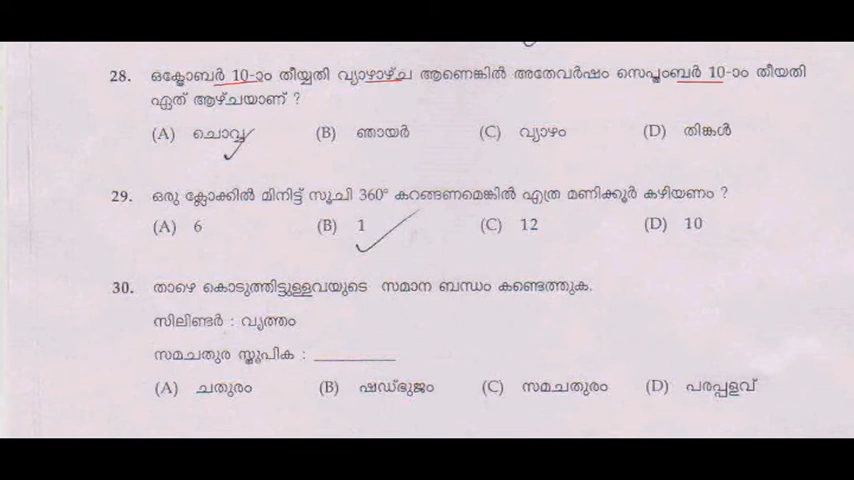 28. ഒക്ടോബർ 10-ാം തീയ്യതി വ്യാഴാഴ്ച ആണെങ്കിൽ അതേവർഷം സെപ്തംബർ 10-ാം തീയതി
ഏത് ആഴ്ചയാണ് ?
(A) ചൊവ്വ (B) ഞായർ (C) വ്യാഴം (D) തിങ്കൾ
29. ഒരു ക്ലോക്കിൽ മിനിട്ട് സൂചി 360° കറങ്ങണമെങ്കിൽ എത്ര മണിക്കൂർ കഴിയണം ?
(A) 6 (B) 1 (C) 12 (D) 10
30. താഴെ കൊടുത്തിട്ടുള്ളവയുടെ സമാന ബന്ധം കണ്ടെത്തുക.
സിലിണ്ടർ : വൃത്തം
സമചതുര സ്തൂപിക : ________
(A) ചതുരം (B) ഷഡ്ഭുജം (C) സമചതുരം (D) പരപ്പളവ്